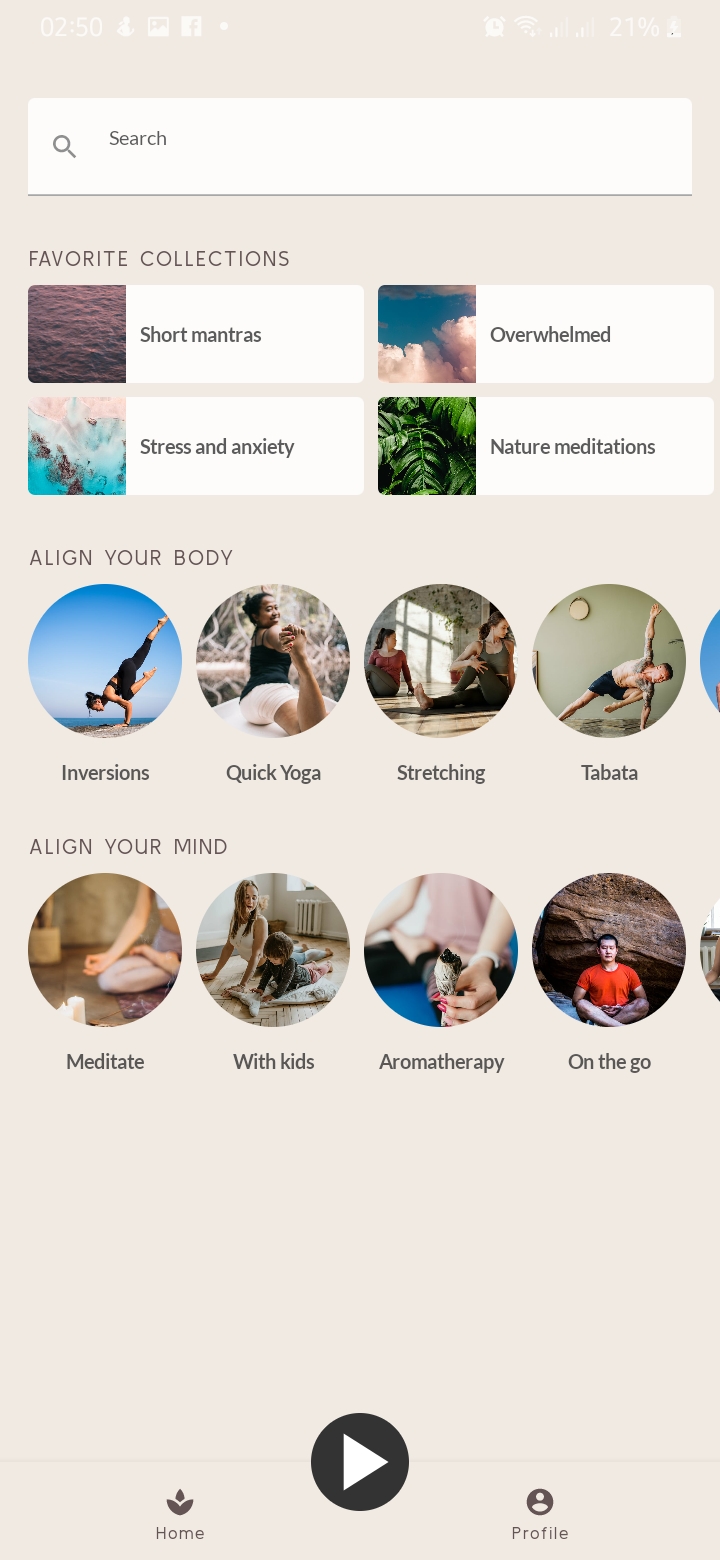 02:50
21%
Search
FAVORITE COLLECTIONS
Short mantras
Overwhelmed
Stress and anxiety
Nature meditations
ALIGN YOUR BODY
Inversions
Quick Yoga
Stretching
Tabata
ALIGN YOUR MIND
Meditate
With kids
Aromatherapy
On the go
Home
Profile